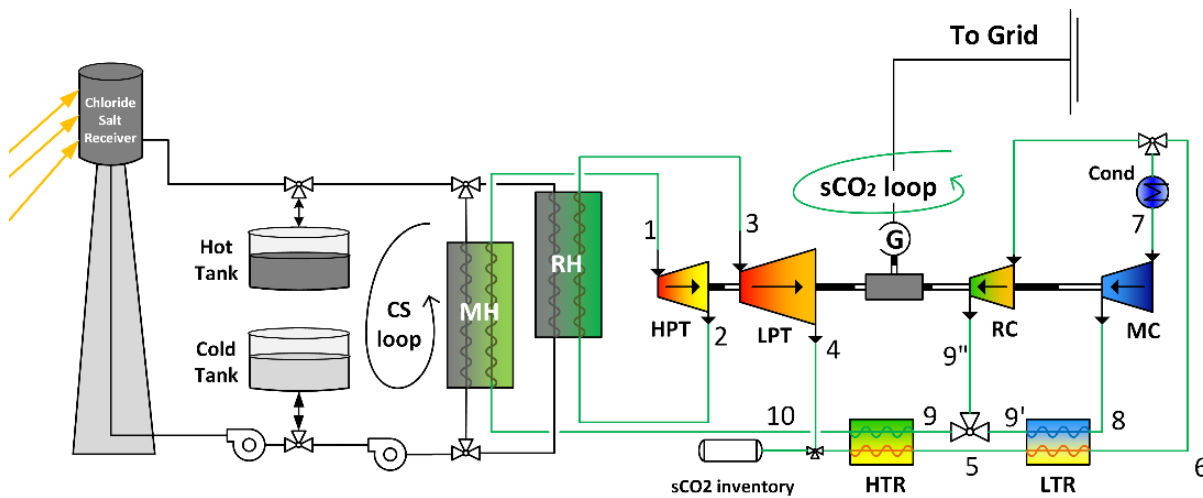 To Grid
Chloride
Salt
Receiver
Cond
sCO₂ loop
7
1
3
G
Hot
Tank
RH
MH
CS
loop
HPT
LPT
RC
MC
2
4
9"
Cold
Tank
10
9
9'
8
sCO2 inventory
HTR
5
LTR
6